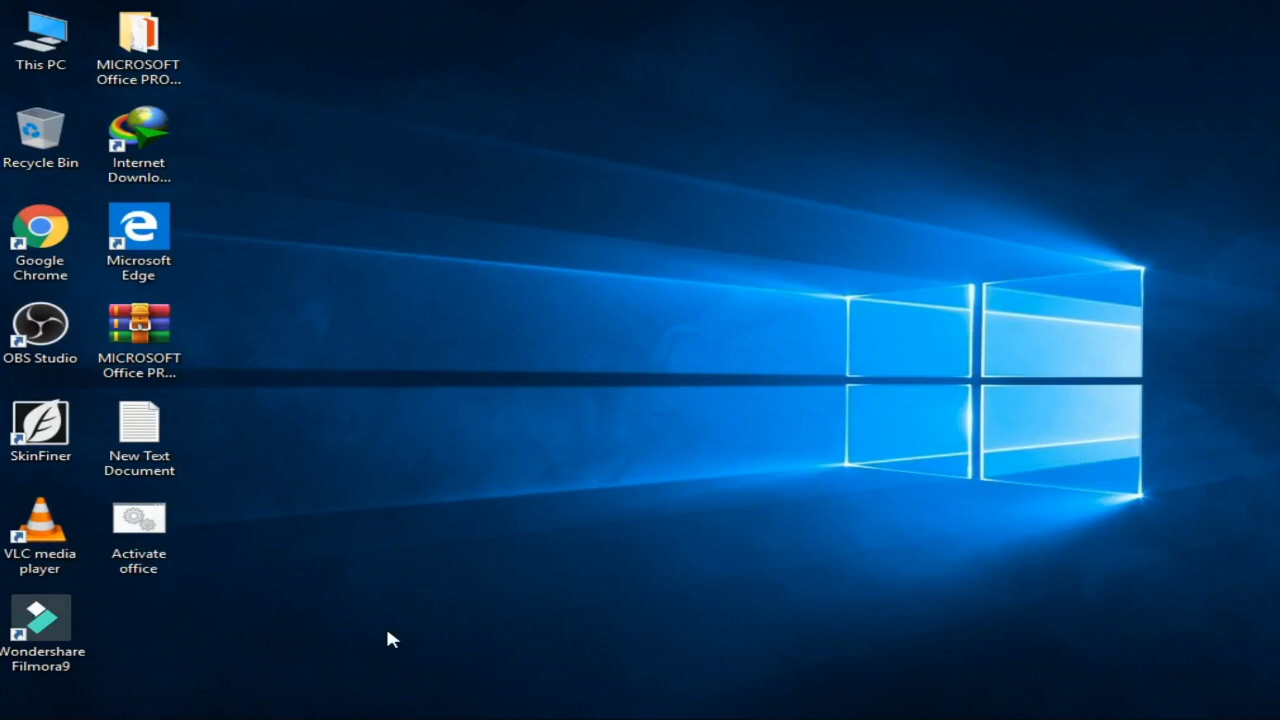 This PC
MICROSOFT
Office PRO...
Recycle Bin
Internet
Downlo...
Google
Chrome
Microsoft
Edge
OBS Studio
MICROSOFT
Office PR...
SkinFiner
New Text
Document
VLC media
player
Activate
office
Wondershare
Filmora9